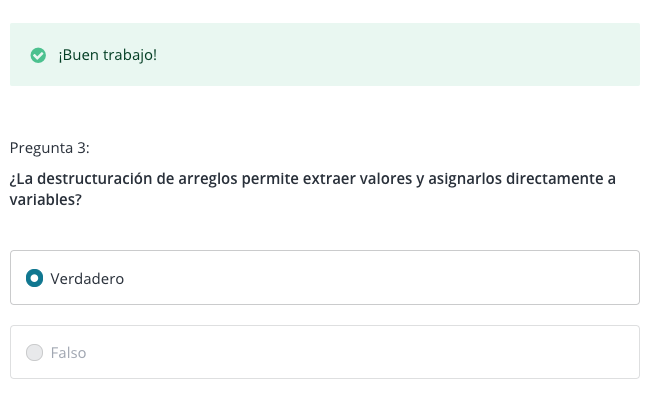 ¡Buen trabajo!
Pregunta 3:
¿La destructuración de arreglos permite extraer valores y asignarlos directamente a
variables?
Verdadero
Falso